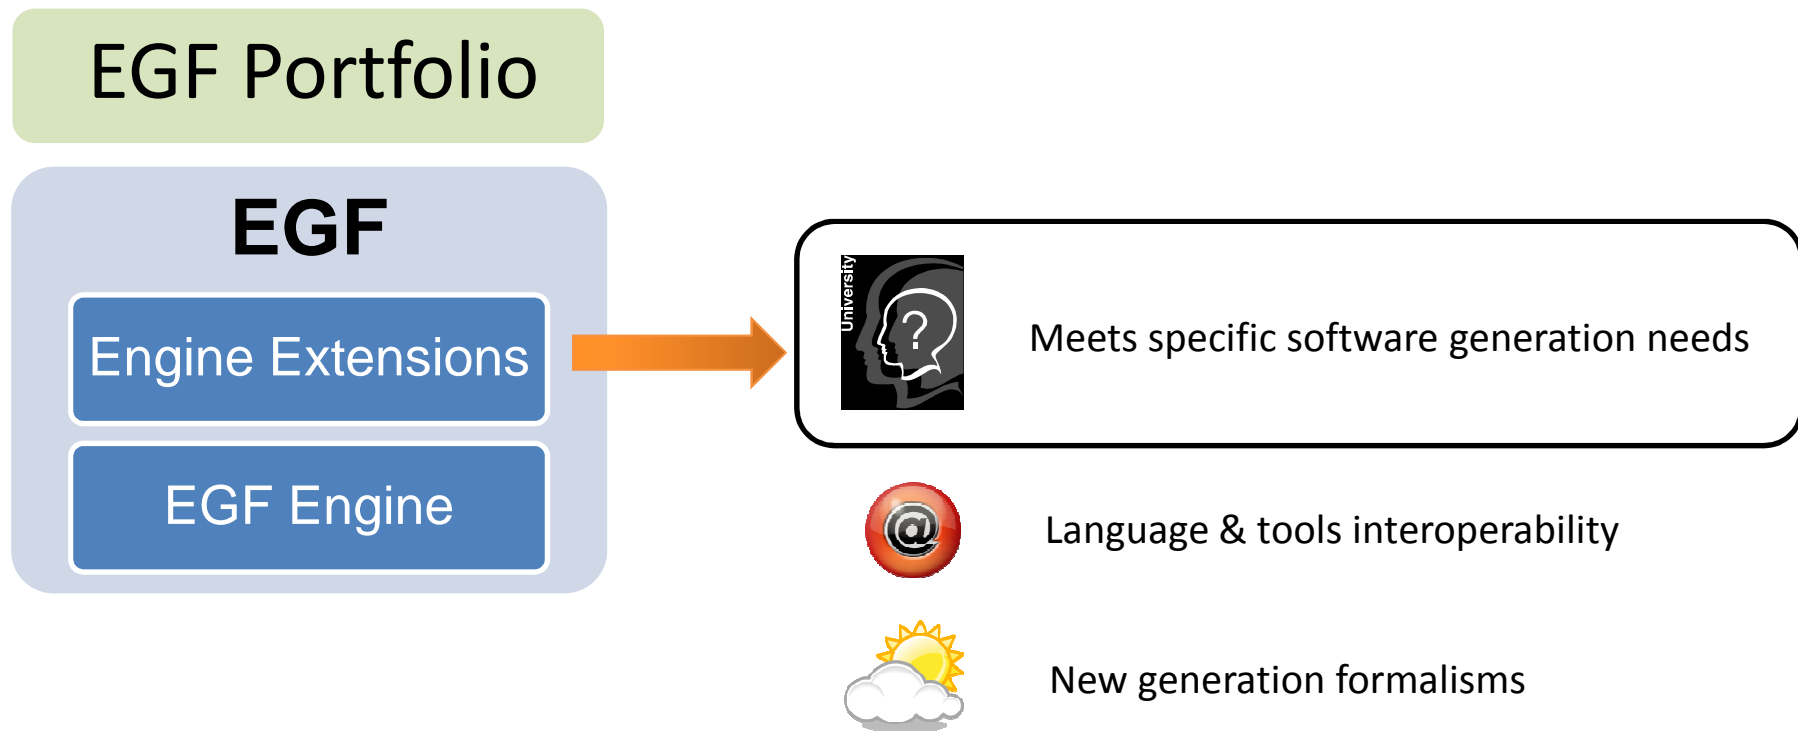 EGF Portfolio
EGF
Engine Extensions
EGF Engine
University
?
Meets specific software generation needs
@
Language & tools interoperability
New generation formalisms